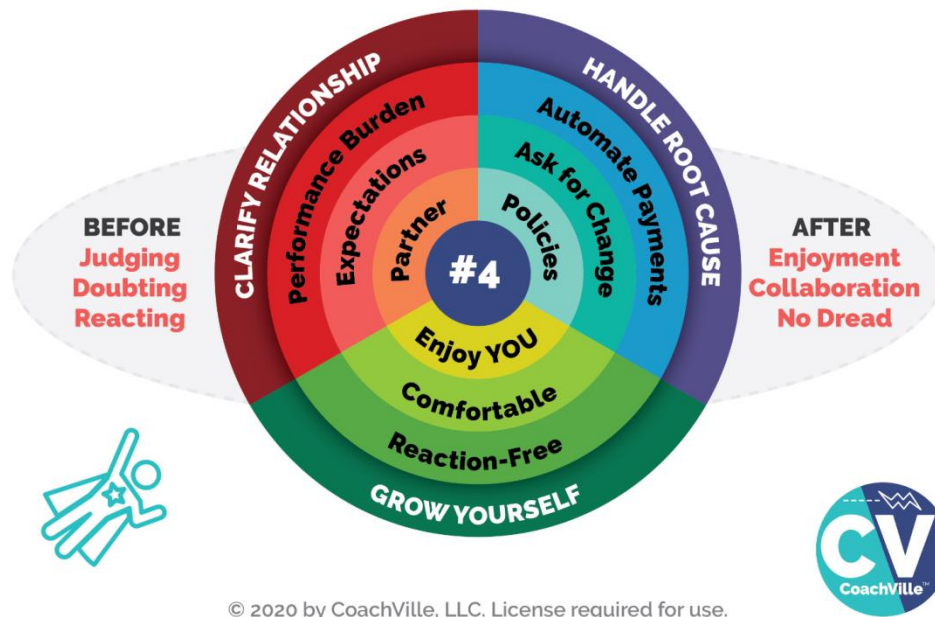 CLARIFY RELATIONSHIP
Performance Burden
Expectations
Partner
HANDLE ROOT CAUSE
Automate Payments
Ask for Change
Policies
#4
Enjoy YOU
Comfortable
Reaction-Free
GROW YOURSELF
BEFORE
Judging
Doubting
Reacting
AFTER
Enjoyment
Collaboration
No Dread
CV
CoachVille™
© 2020 by CoachVille, LLC. License required for use.